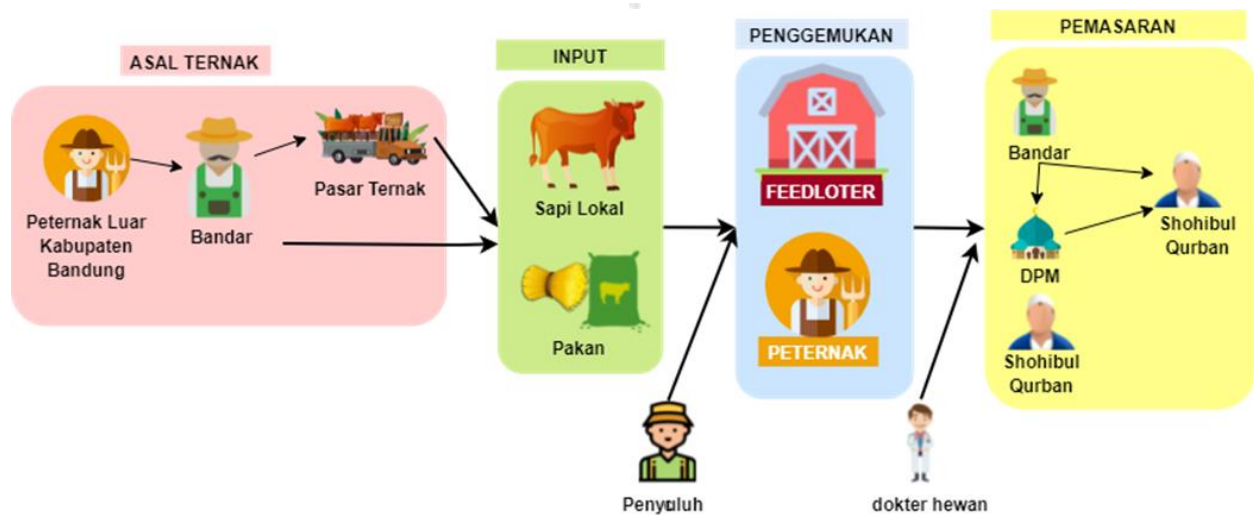 ASAL TERNAK
Peternak Luar
Kabupaten
Bandung
Bandar
Pasar Ternak
INPUT
Sapi Lokal
Pakan
PENGGEMUKAN
FEEDLOTER
PETERNAK
PEMASARAN
Bandar
Shohibul
Qurban
DPM
Shohibul
Qurban
Penyuluh
dokter hewan